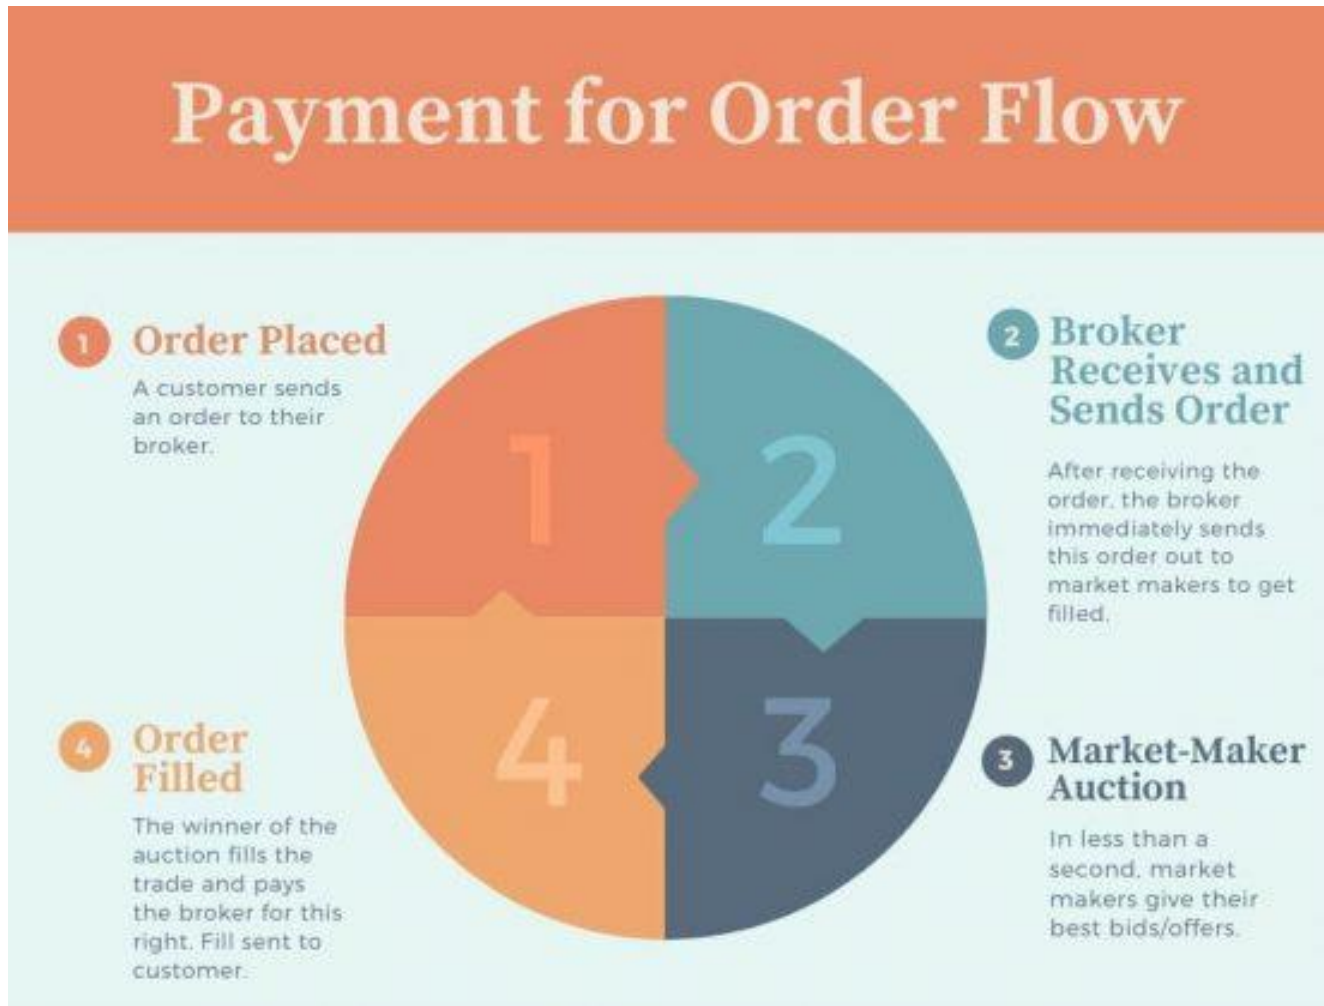 Payment for Order Flow
1
Order Placed
A customer sends
an order to their
broker.
2
Broker
Receives and
Sends Order
After receiving the
order, the broker
immediately sends
this order out to
market makers to get
filled.
1
2
4
3
3
Market-Maker
Auction
In less than a
second, market
makers give their
best bids/offers.
4
Order
Filled
The winner of the
auction fills the
trade and pays
the broker for this
right. Fill sent to
customer.